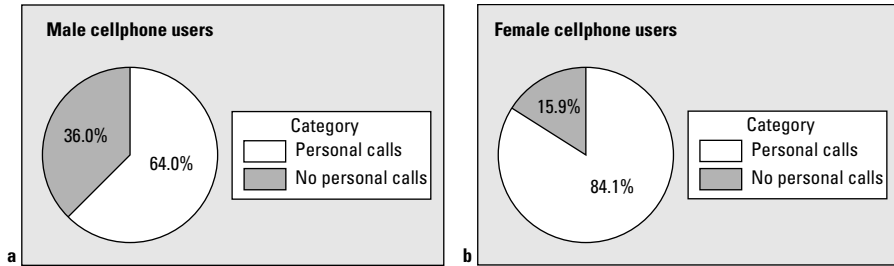 Male cellphone users
36.0%
64.0%
Category
Personal calls
No personal calls
a
Female cellphone users
15.9%
84.1%
Category
Personal calls
No personal calls
b